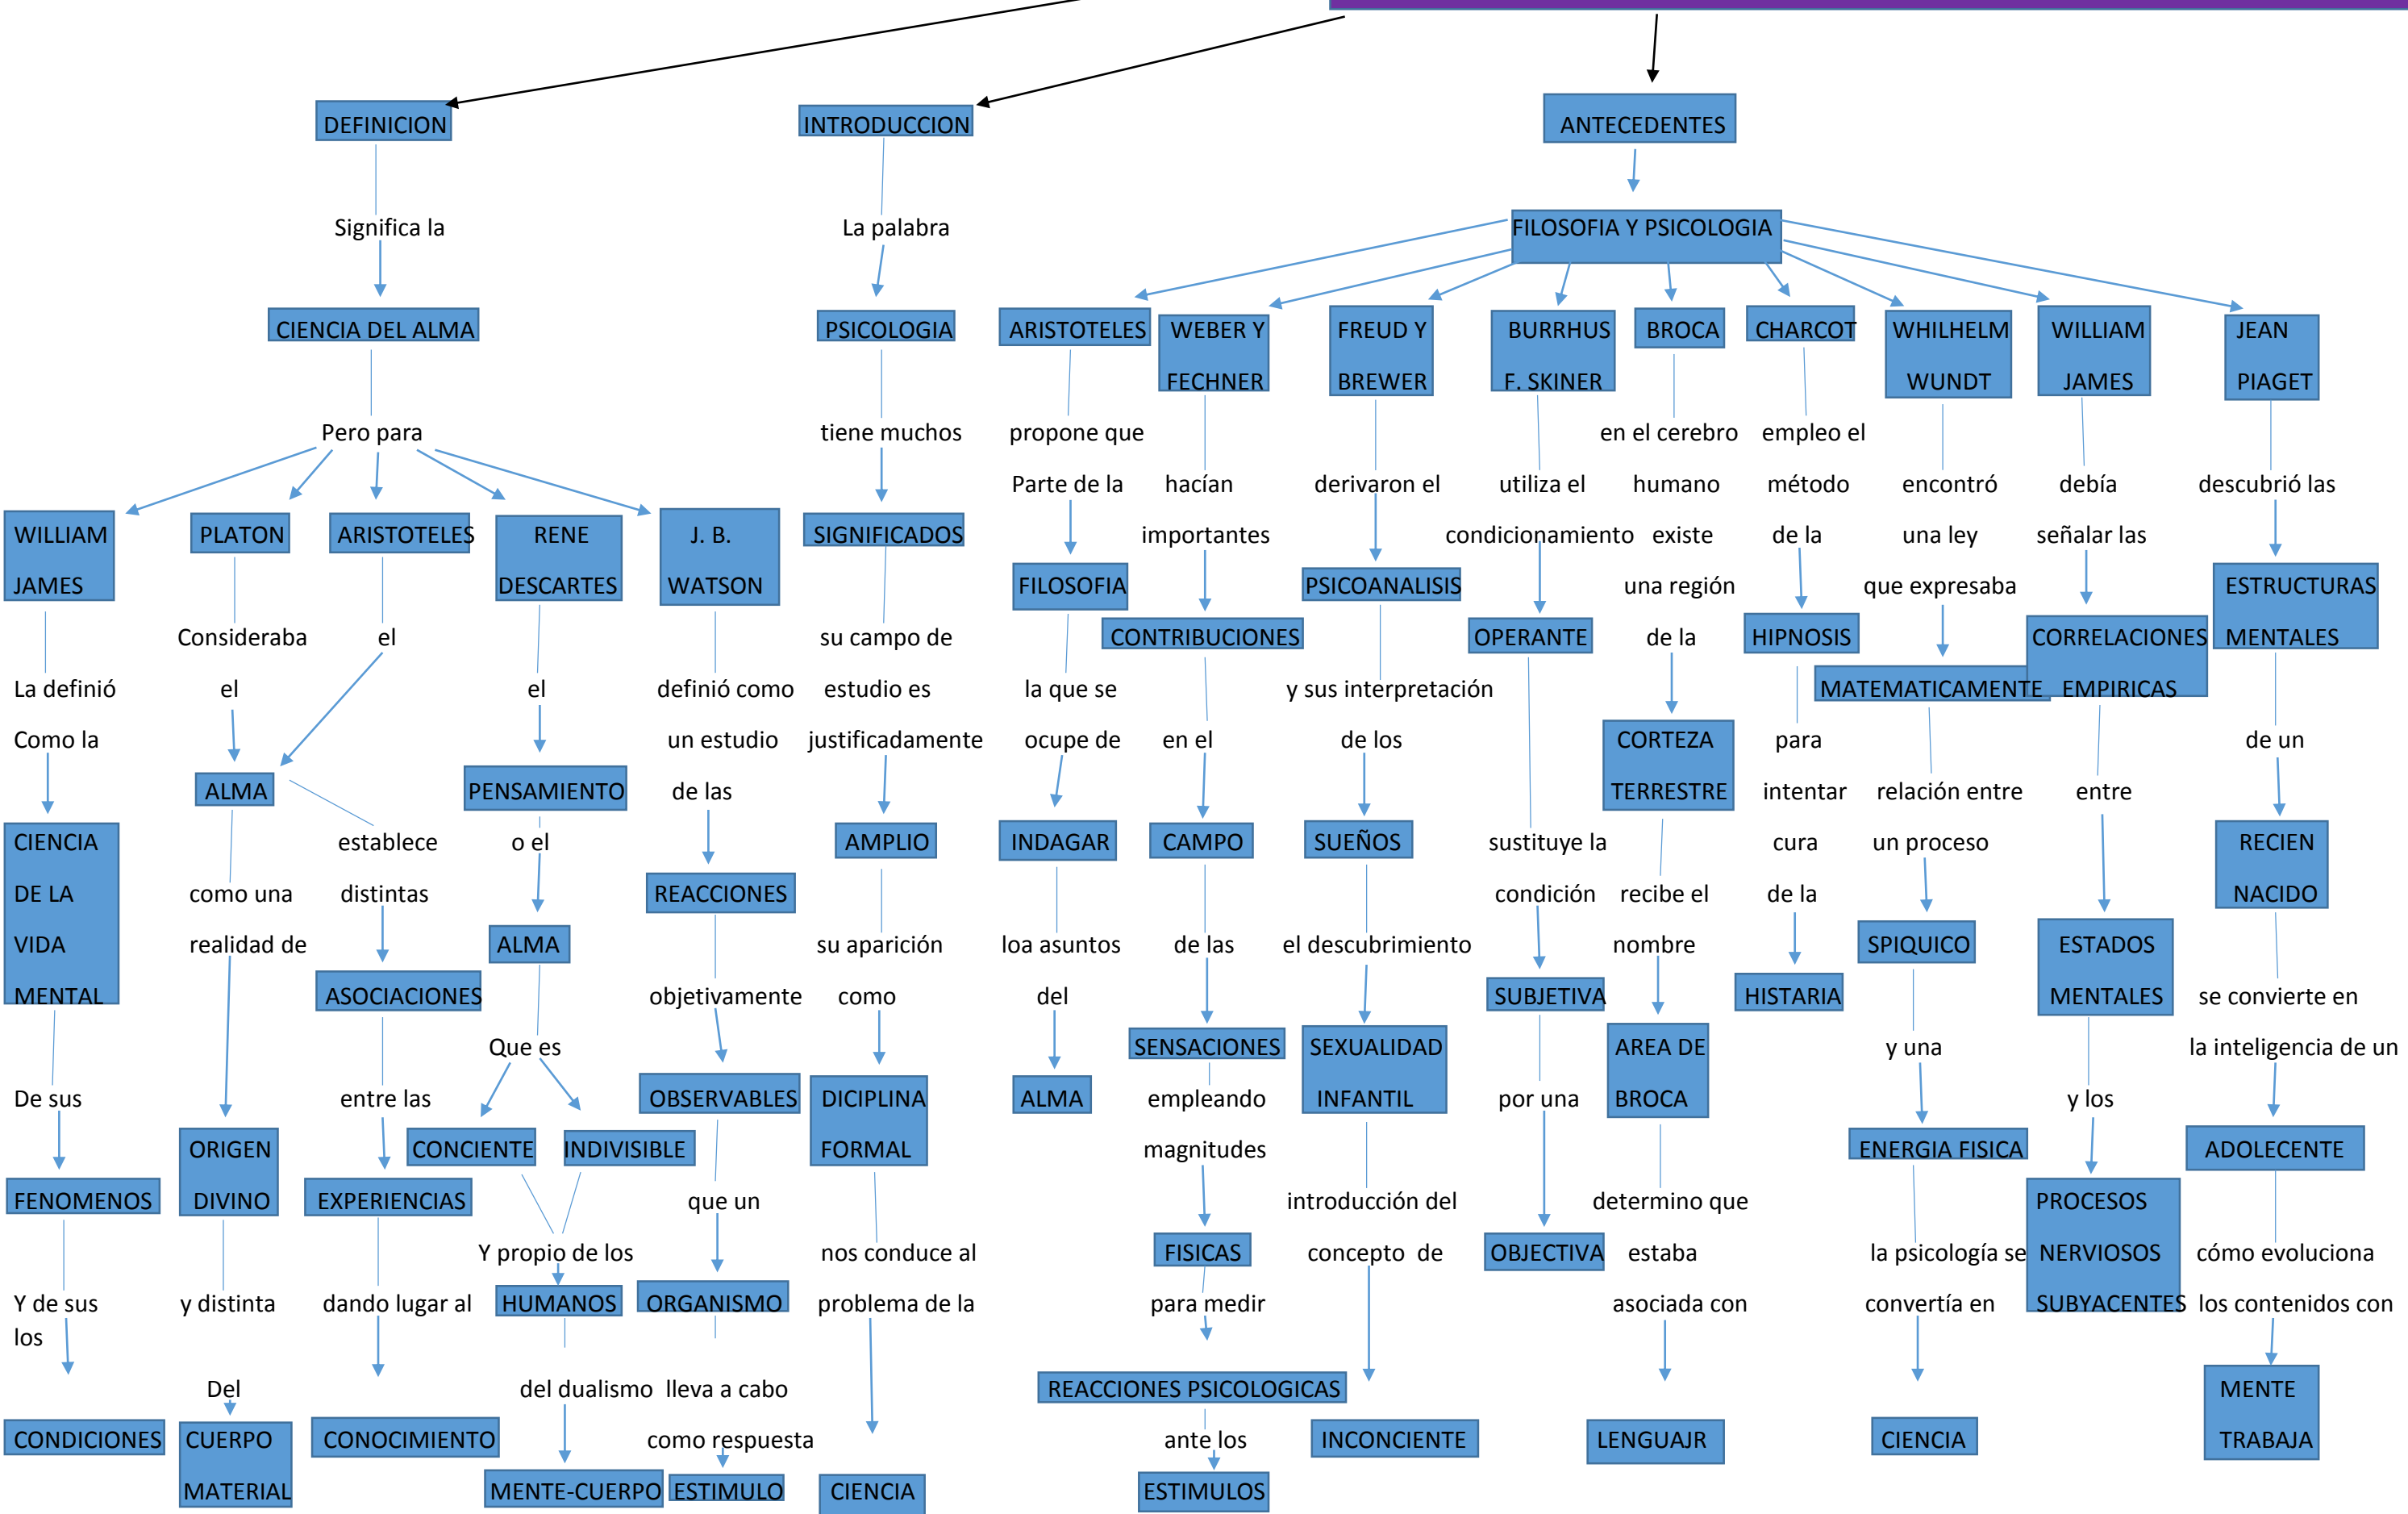 DEFINICION
Significa la
CIENCIA DEL ALMA
Pero para
WILLIAM
JAMES
La definió
Como la
CIENCIA
DE LA
VIDA
MENTAL
De sus
FENOMENOS
Y de sus
los
CONDICIONES
PLATON
Consideraba
el
ALMA
como una
realidad de
ORIGEN
DIVINO
y distinta
Del
CUERPO
MATERIAL
ARISTOTELES
el
establece
distintas
ASOCIACIONES
entre las
EXPERIENCIAS
dando lugar al
CONOCIMIENTO
RENE
DESCARTES
el
PENSAMIENTO
o el
ALMA
Que es
CONCIENTE
INDIVISIBLE
Y propio de los
HUMANOS
del dualismo
MENTE-CUERPO
J. B.
WATSON
definió como
un estudio
de las
REACCIONES
objetivamente
OBSERVABLES
que un
ORGANISMO
lleva a cabo
como respuesta
ESTIMULO
INTRODUCCION
La palabra
PSICOLOGIA
tiene muchos
SIGNIFICADOS
su campo de
estudio es
justificadamente
AMPLIO
su aparición
como
DICIPLINA
FORMAL
nos conduce al
problema de la
CIENCIA
ANTECEDENTES
FILOSOFIA Y PSICOLOGIA
ARISTOTELES
propone que
Parte de la
FILOSOFIA
la que se
ocupe de
INDAGAR
loa asuntos
del
ALMA
WEBER Y
FECHNER
hacían
importantes
CONTRIBUCIONES
en el
CAMPO
de las
SENSACIONES
empleando
magnitudes
FISICAS
para medir
REACCIONES PSICOLOGICAS
ante los
ESTIMULOS
FREUD Y
BREWER
derivaron el
PSICOANALISIS
y sus interpretación
de los
SUEÑOS
el descubrimiento
SEXUALIDAD
INFANTIL
introducción del
concepto de
INCONCIENTE
BURRHUS
F. SKINER
utiliza el
condicionamiento
OPERANTE
sustituye la
condición
SUBJETIVA
por una
OBJECTIVA
BROCA
en el cerebro
humano
existe
una región
de la
CORTEZA
TERRESTRE
recibe el
nombre
AREA DE
BROCA
determino que
estaba
asociada con
LENGUAJR
CHARCOT
empleo el
método
de la
HIPNOSIS
para
intentar
cura
de la
HISTARIA
WHILHELM
WUNDT
encontró
una ley
que expresaba
MATEMATICAMENTE
relación entre
un proceso
SPIQUICO
y una
ENERGIA FISICA
la psicología se
convertía en
CIENCIA
WILLIAM
JAMES
debía
señalar las
CORRELACIONES
EMPIRICAS
entre
ESTADOS
MENTALES
y los
PROCESOS
NERVIOSOS
SUBYACENTES
JEAN
PIAGET
descubrió las
ESTRUCTURAS
MENTALES
de un
RECIEN
NACIDO
se convierte en
la inteligencia de un
ADOLECENTE
cómo evoluciona
los contenidos con
MENTE
TRABAJA